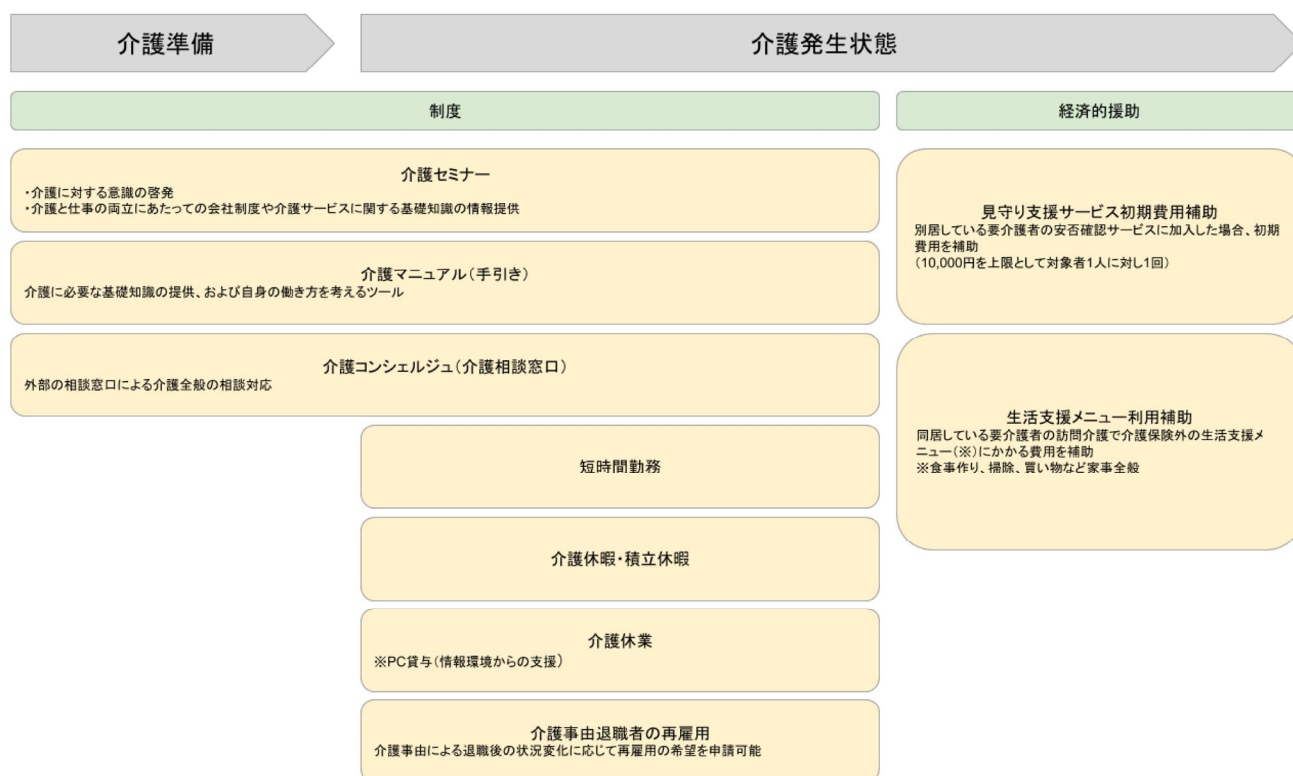 介護準備
介護発生状態
制度
経済的援助
介護セミナー
・介護に対する意識の啓発
・介護と仕事の両立にあたっての会社制度や介護サービスに関する基礎知識の情報提供
介護マニュアル（手引き）
介護に必要な基礎知識の提供、および自身の働き方を考えるツール
介護コンシェルジュ（介護相談窓口）
外部の相談窓口による介護全般の相談対応
短時間勤務
介護休暇・積立休暇
介護休業
※PC貸与（情報環境からの支援）
介護事由退職者の再雇用
介護事由による退職後の状況変化に応じて再雇用の希望を申請可能
見守り支援サービス初期費用補助
別居している要介護者の安否確認サービスに加入した場合、初期
費用を補助
（10,000円を上限として対象者1人に対し1回）
生活支援メニュー利用補助
同居している要介護者の訪問介護で介護保険外の生活支援メ
ニュー（※）にかかる費用を補助
※食事作り、掃除、買い物など家事全般